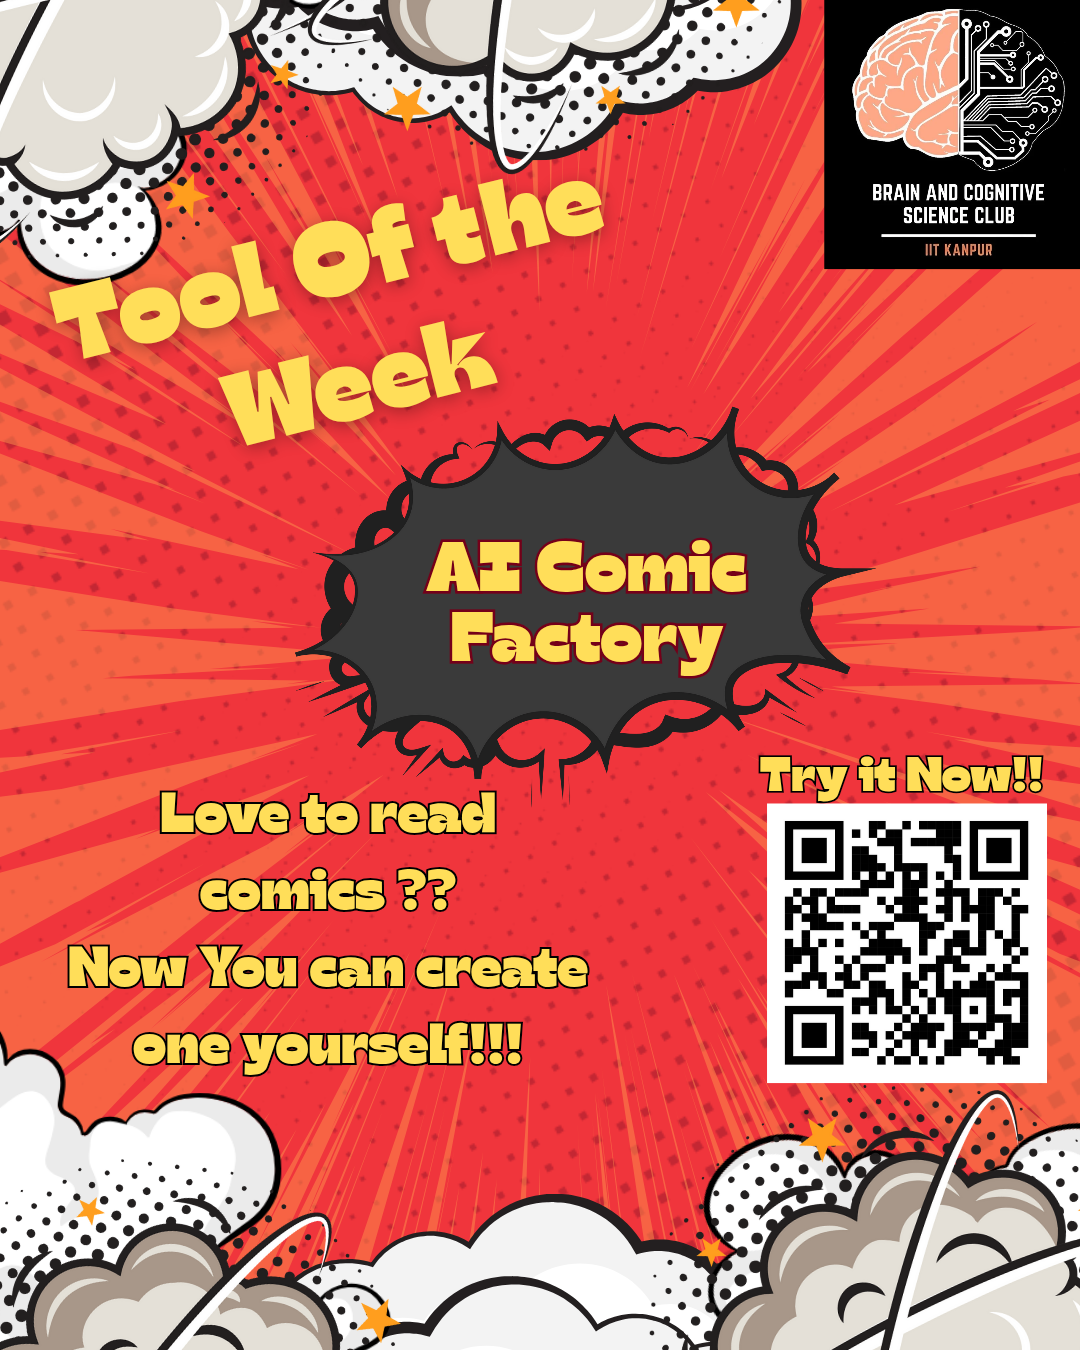 BRAIN AND COGNITIVE
SCIENCE CLUB
IIT KANPUR
Tool Of the
Week
AI Comic
Factory
Try it Now!!
Love to read
comics ??
Now You can create
one yourself!!!